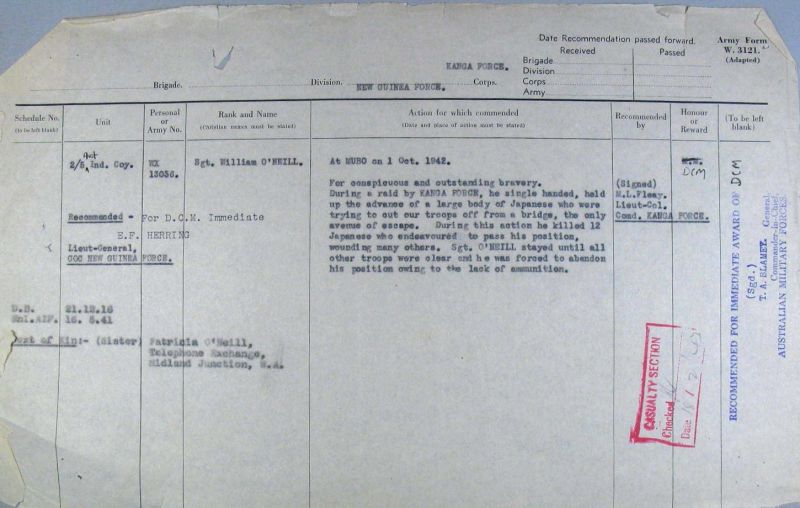 Date Recommendation passed forward.
Received Passed
Brigade
Division
Corps
Army
Army Form
W. 3121.
(Adapted)
KANGA FORCE.
Brigade. Division. NEW GUINEA FORCE. Corps.
Schedule No.
(To be left blank)
Unit
Personal
or
Army No.
Rank and Name
(Christian names must be stated)
Action for which commended
(Date and place of action must be stated)
Recommended
by
Honour
or
Reward
(To be left
blank)
Aust
2/5 Ind. Coy.
WX
13036.
Sgt. William O'NEILL.
At MUBO on 1 Oct. 1942.
For conspicuous and outstanding bravery.
During a raid by KANGA FORCE, he single handed, held
up the advance of a large body of Japanese who were
trying to cut our troops off from a bridge, the only
avenue of escape. During this action he killed 12
Japanese who endeavoured to pass his position,
wounding many others. Sgt. O'NEILL stayed until all
other troops were clear and he was forced to abandon
his position owing to the lack of ammunition.
(Signed)
M.L.Fleay.
Lieut-Col.
Comd. KANGA FORCE.
M.M.
DCM
Recommended - For D.C.M. Immediate
E.F. HERRING
Lieut-General,
GOC NEW GUINEA FORCE.
D.B. 21.12.16
Enl.AIF. 16. 5.41
Next of Kin:- (Sister) Patricia O'Neill,
Telephone Exchange,
Midland Junction, W.A.
CASUALTY SECTION
Checked
Date
RECOMMENDED FOR IMMEDIATE AWARD OF DCM
(Sgd.)
T. A. BLAMEY. General
Commander-in-Chief
AUSTRALIAN MILITARY FORCES